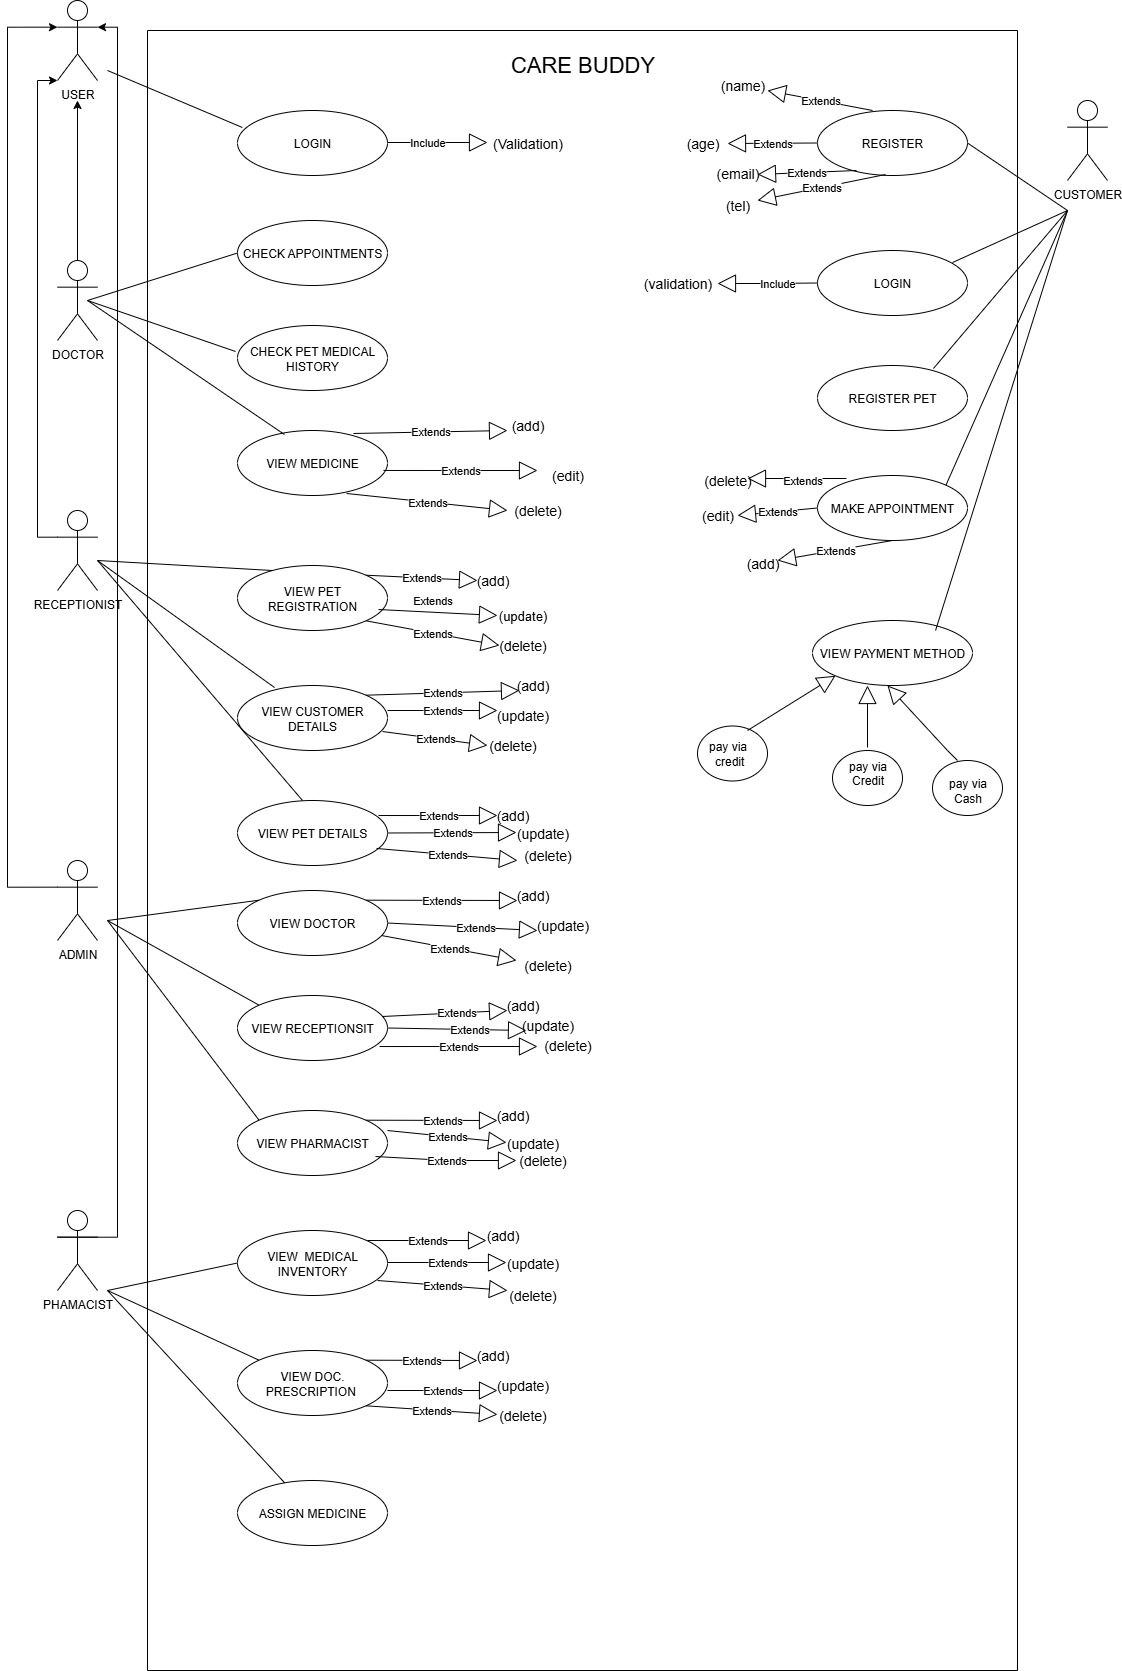 CARE BUDDY
USER
LOGIN
Include
(Validation)
DOCTOR
CHECK APPOINTMENTS
CHECK PET MEDICAL
HISTORY
VIEW MEDICINE
Extends
(add)
Extends
(edit)
Extends
(delete)
RECEPTIONIST
VIEW PET
REGISTRATION
Extends
(add)
Extends
(update)
Extends
(delete)
VIEW CUSTOMER
DETAILS
Extends
(add)
Extends
(update)
Extends
(delete)
VIEW PET DETAILS
Extends
(add)
Extends
(update)
Extends
(delete)
ADMIN
VIEW DOCTOR
Extends
(add)
Extends
(update)
Extends
(delete)
VIEW RECEPTIONSIT
Extends
(add)
Extends
(update)
Extends
(delete)
VIEW PHARMACIST
Extends
(add)
Extends
(update)
Extends
(delete)
PHAMACIST
VIEW MEDICAL
INVENTORY
Extends
(add)
Extends
(update)
Extends
(delete)
VIEW DOC.
PRESCRIPTION
Extends
(add)
Extends
(update)
Extends
(delete)
ASSIGN MEDICINE
CUSTOMER
REGISTER
(name)
Extends
(age)
Extends
(email)
Extends
(tel)
Extends
LOGIN
(validation)
Include
REGISTER PET
MAKE APPOINTMENT
(delete)
Extends
(edit)
Extends
(add)
Extends
VIEW PAYMENT METHOD
pay via
credit
pay via
Credit
pay via
Cash